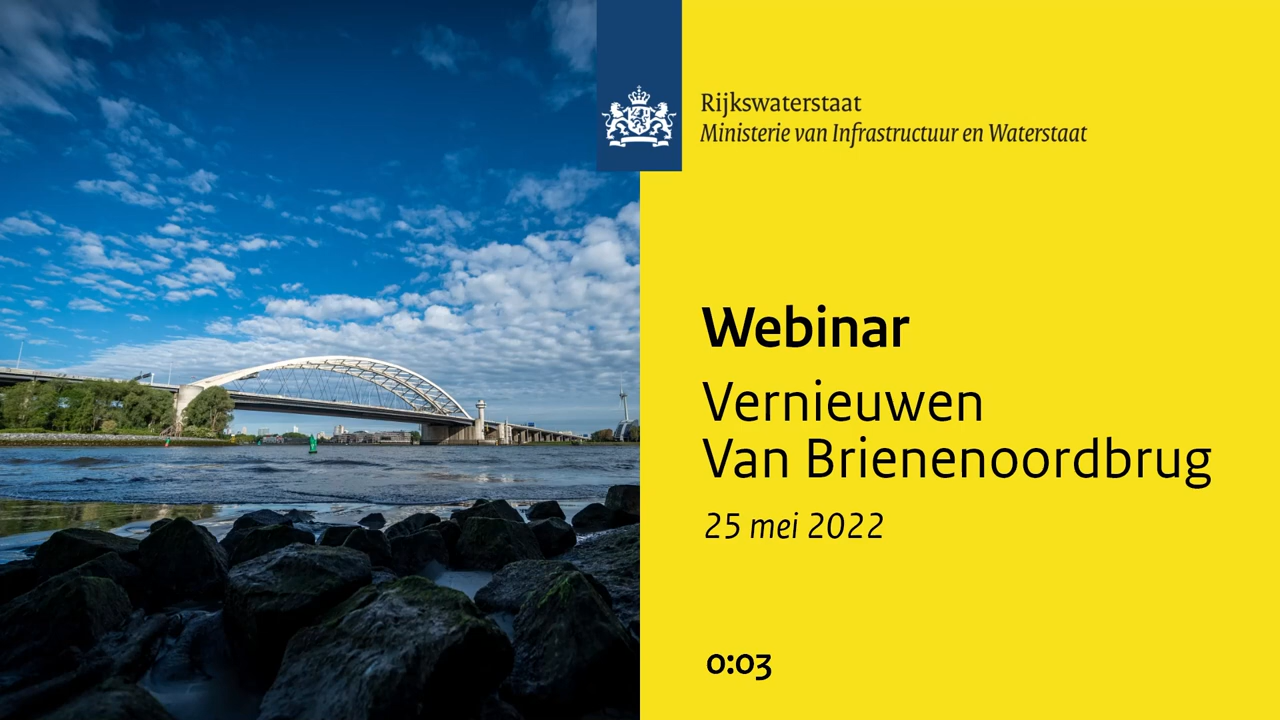 Rijkswaterstaat
Ministerie van Infrastructuur en Waterstaat
Webinar
Vernieuwen
Van Brienenoordbrug
25 mei 2022
0:03